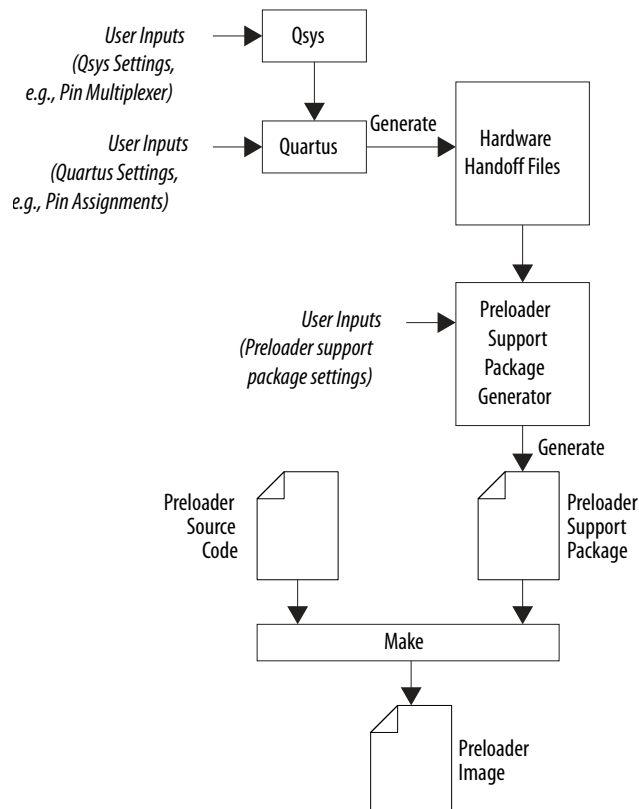 User Inputs
(Qsys Settings,
e.g., Pin Multiplexer)
Qsys
User Inputs
(Quartus Settings,
e.g., Pin Assignments)
Quartus
Generate
Hardware
Handoff Files
User Inputs
(Preloader support
package settings)
Preloader
Support
Package
Generator
Generate
Preloader
Source
Code
Preloader
Support
Package
Make
Preloader
Image